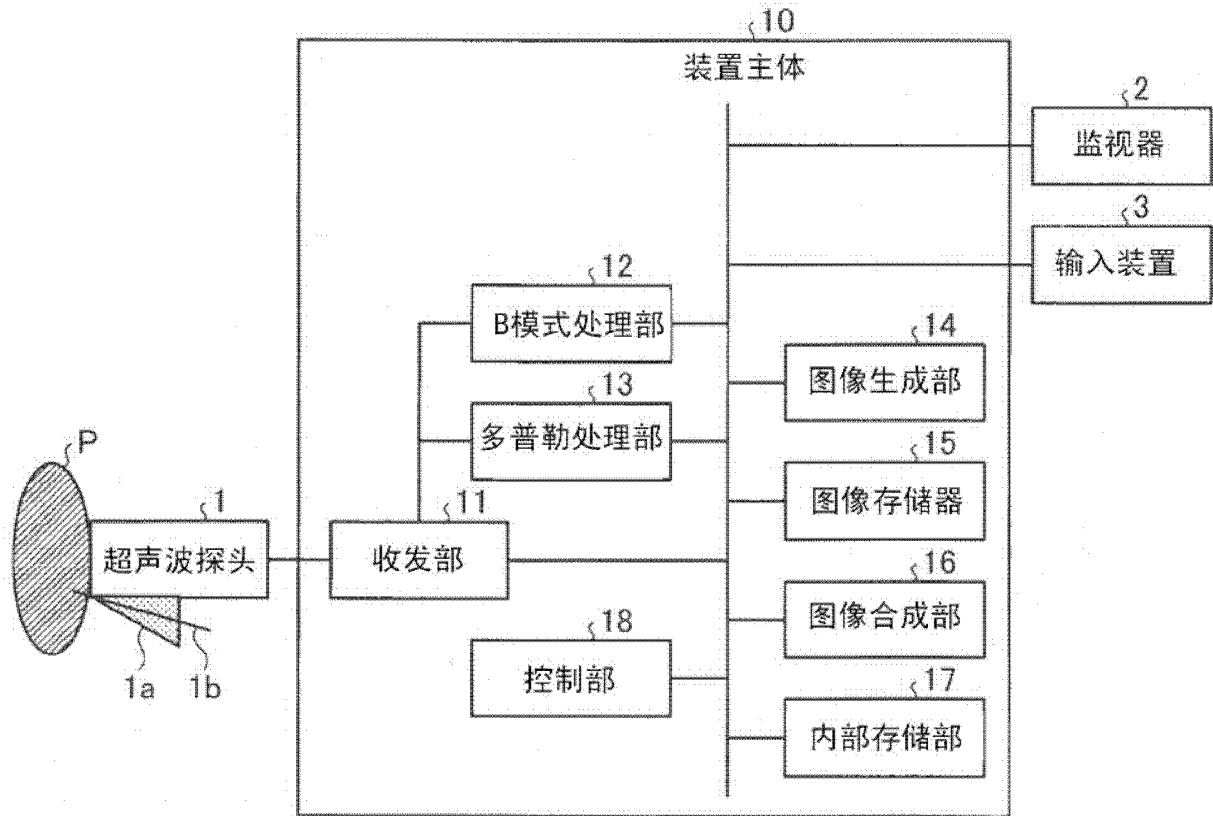 10
装置主体
2
监视器
3
输入装置
12
B模式处理部
14
图像生成部
13
多普勒处理部
15
图像存储器
P
1
超声波探头
11
收发部
16
图像合成部
1a
1b
18
控制部
17
内部存储部